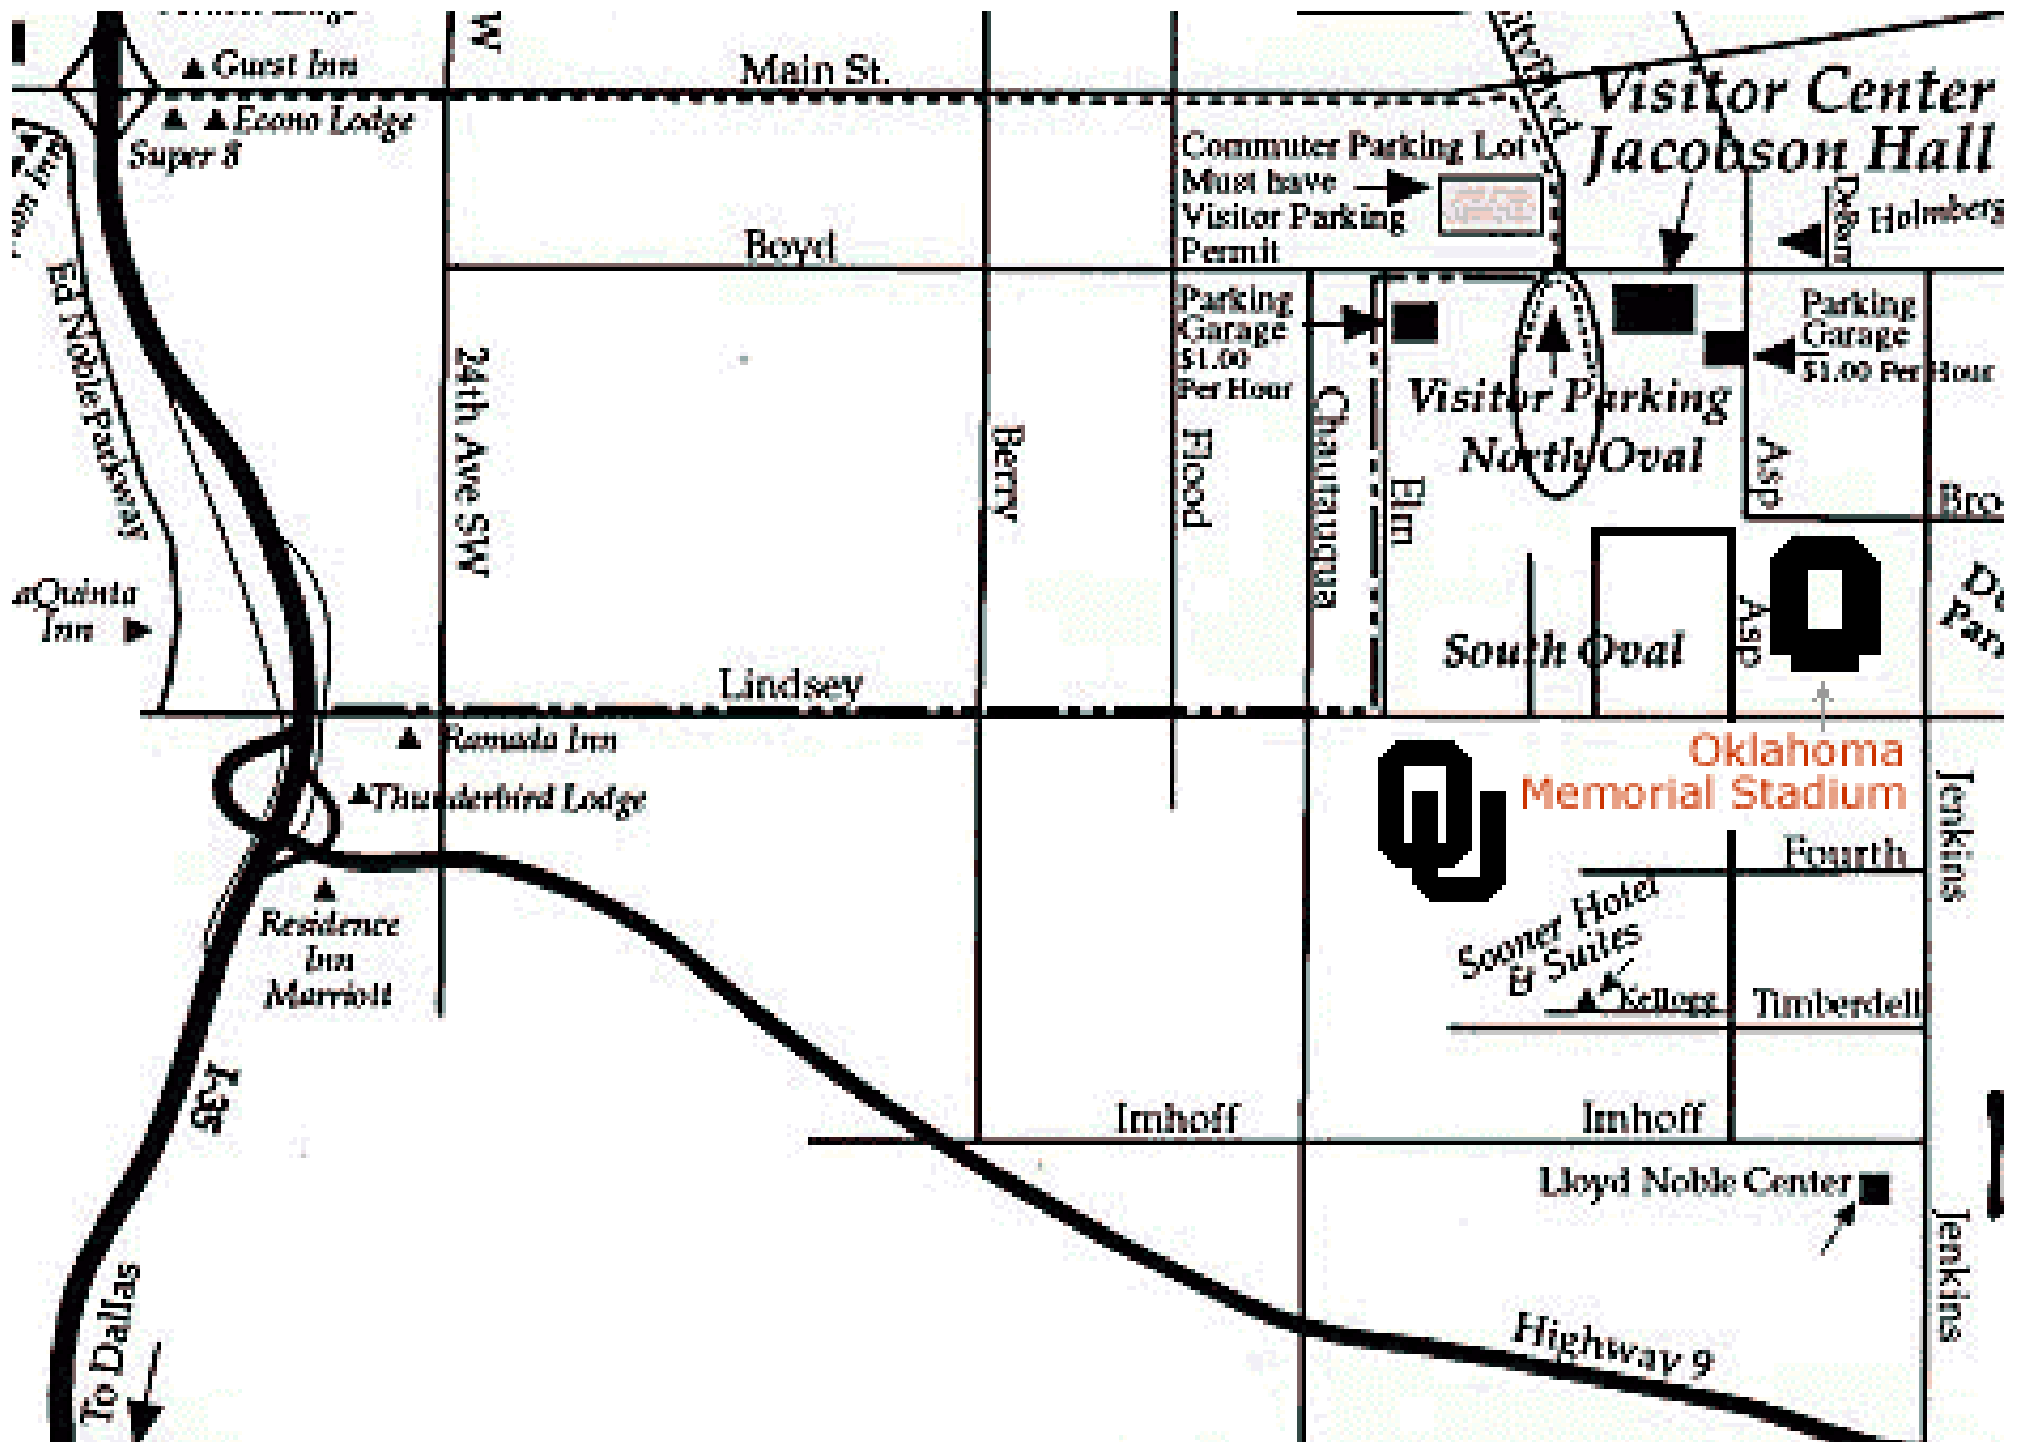 W
Guest Inn
Main St.
Visitor Center
Jacobson Hall
Econo Lodge
Super 8
Commuter Parking Lot
Must have
Visitor Parking
Permit
Holmberg
Boyd
Ed Noble Parkway
Parking
Garage
$1.00
Per Hour
Parking
Garage
$1.00 Per Hour
Visitor Parking
North Oval
24th Ave SW
Berry
Flood
Chautauqua
Elm
Asp
Bro
aQuinta
Inn
South Oval
Asp
Lindsey
Ramada Inn
Thunderbird Lodge
OU
Oklahoma
Memorial Stadium
Jenkins
Fourth
Residence
Inn
Marriott
Sooner Hotel
& Suites
Kellogg
Timberdell
I-35
Imhoff
Imhoff
Lloyd Noble Center
Jenkins
To Dallas
Highway 9